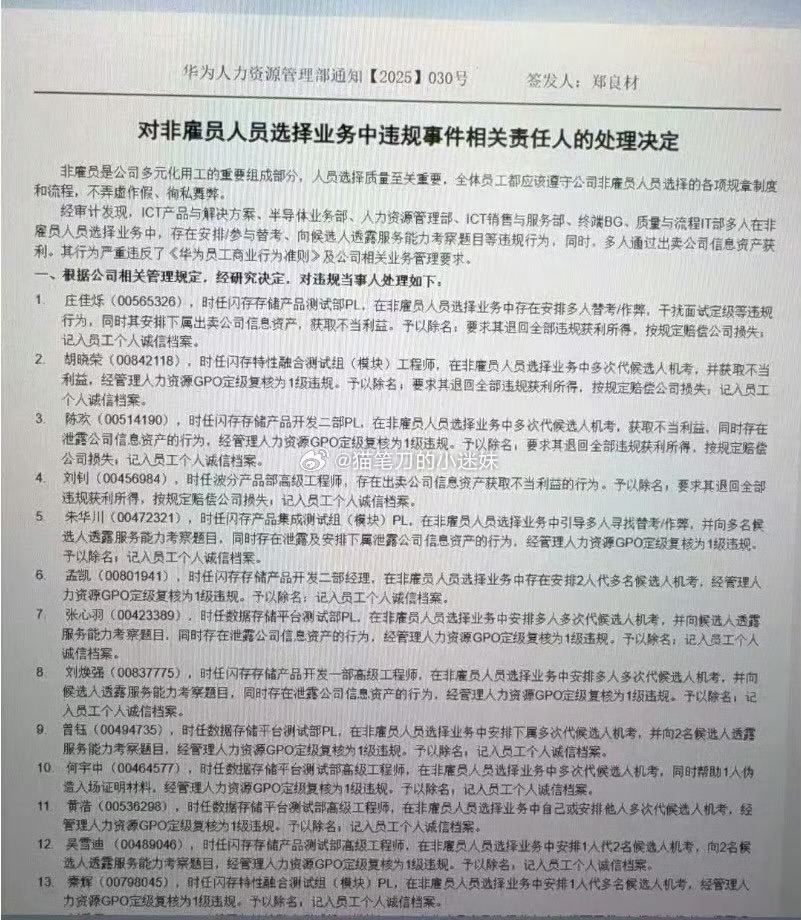 华为人力资源管理部通知【2025】030号 签发人：郑良材
对非雇员人员选择业务中违规事件相关责任人的处理决定
非雇员是公司多元化用工的重要组成部分，人员选择质量至关重要，全体员工都应该遵守公司非雇员人员选择的各项规章制度
和流程，不弄虚作假、徇私舞弊。
经审计发现，ICT产品与解决方案、半导体业务部、人力资源管理部、ICT销售与服务部、终端BG、质量与流程IT部多人在非
雇员人员选择业务中，存在安排/参与替考、向候选人透露服务能力考察题目等违规行为，同时，多人通过出卖公司信息资产获
利。其行为严重违反了《华为员工商业行为准则》及公司相关业务管理要求。
一、根据公司相关管理规定，经研究决定，对违规当事人处理如下：
1. 庄佳烁（00565326），时任闪存存储产品测试部PL，在非雇员人员选择业务中存在安排多人替考/作弊，干扰面试定级等违规
行为，同时其安排下属出卖公司信息资产，获取不当利益。予以除名；要求其退回全部违规获利所得，按规定赔偿公司损失；
记入员工个人诚信档案。
2. 胡晓荣（00842118），时任闪存特性融合测试组（模块）工程师，在非雇员人员选择业务中多次代候选人机考，并获取不当
利益，经管理人力资源GPO定级复核为1级违规。予以除名；要求其退回全部违规获利所得，按规定赔偿公司损失；记入员工
个人诚信档案。
3. 陈欢（00514190），时任闪存存储产品开发二部PL，在非雇员人员选择业务中多次代候选人机考，获取不当利益，同时存在
泄露公司信息资产的行为，经管理人力资源GPO定级复核为1级违规。予以除名；要求其退回全部违规获利所得，按规定赔偿
公司损失；记入员工个人诚信档案。
@猫笔刀的小迷妹
4. 刘钊（00456984），时任波分产品部高级工程师，存在出卖公司信息资产获取不当利益的行为。予以除名；要求其退回全部
违规获利所得，按规定赔偿公司损失；记入员工个人诚信档案。
5. 朱华川（00472321），时任闪存产品集成测试组（模块）PL，在非雇员人员选择业务中引导多人寻找替考/作弊，并向多名候
选人透露服务能力考察题目，同时存在泄露及安排下属泄露公司信息资产的行为，经管理人力资源GPO定级复核为1级违规。
予以除名；记入员工个人诚信档案。
6. 孟凯（00801941），时任闪存存储产品开发二部经理，在非雇员人员选择业务中存在安排2人代多名候选人机考，经管理人
力资源GPO定级复核为1级违规。予以除名；记入员工个人诚信档案。
7. 张心羽（00423389），时任数据存储平台测试部PL，在非雇员人员选择业务中安排多人多次代候选人机考，并向候选人透露
服务能力考察题目，同时存在泄露公司信息资产的行为，经管理人力资源GPO定级复核为1级违规。予以除名；记入员工个人
诚信档案。
8. 刘焕强（00837775），时任闪存存储产品开发一部高级工程师，在非雇员人员选择业务中安排多人多次代候选人机考，并向
候选人透露服务能力考察题目，同时存在泄露公司信息资产的行为，经管理人力资源GPO定级复核为1级违规。予以除名；记
入员工个人诚信档案。
9. 曾钰（00494735），时任数据存储平台测试部PL，在非雇员人员选择业务中安排下属多次代候选人机考，并向2名候选人透露
服务能力考察题目，经管理人力资源GPO定级复核为1级违规。予以除名；记入员工个人诚信档案。
10. 何宇中（00464577），时任数据存储平台测试部高级工程师，在非雇员人员选择业务中多次代候选人机考，同时帮助1人伪
造入场证明材料，经管理人力资源GPO定级复核为1级违规。予以除名；记入员工个人诚信档案。
11. 黄浩（00536298），时任数据存储平台测试部高级工程师，在非雇员人员选择业务中自己或安排他人多次代候选人机考，经
管理人力资源GPO定级复核为1级违规。予以除名；记入员工个人诚信档案。
12. 吴雪迪（00489046），时任闪存存储产品测试部高级工程师，在非雇员人员选择业务中安排1人代2名候选人机考，向2名候
选人透露服务能力考察题目，经管理人力资源GPO定级复核为1级违规。予以除名；记入员工个人诚信档案。
13. 秦辉（00798045），时任闪存特性融合测试组（模块）PL，在非雇员人员选择业务中安排1人代多名候选人机考，经管理人
力资源GPO定级复核为1级违规。予以除名；记入员工个人诚信档案。